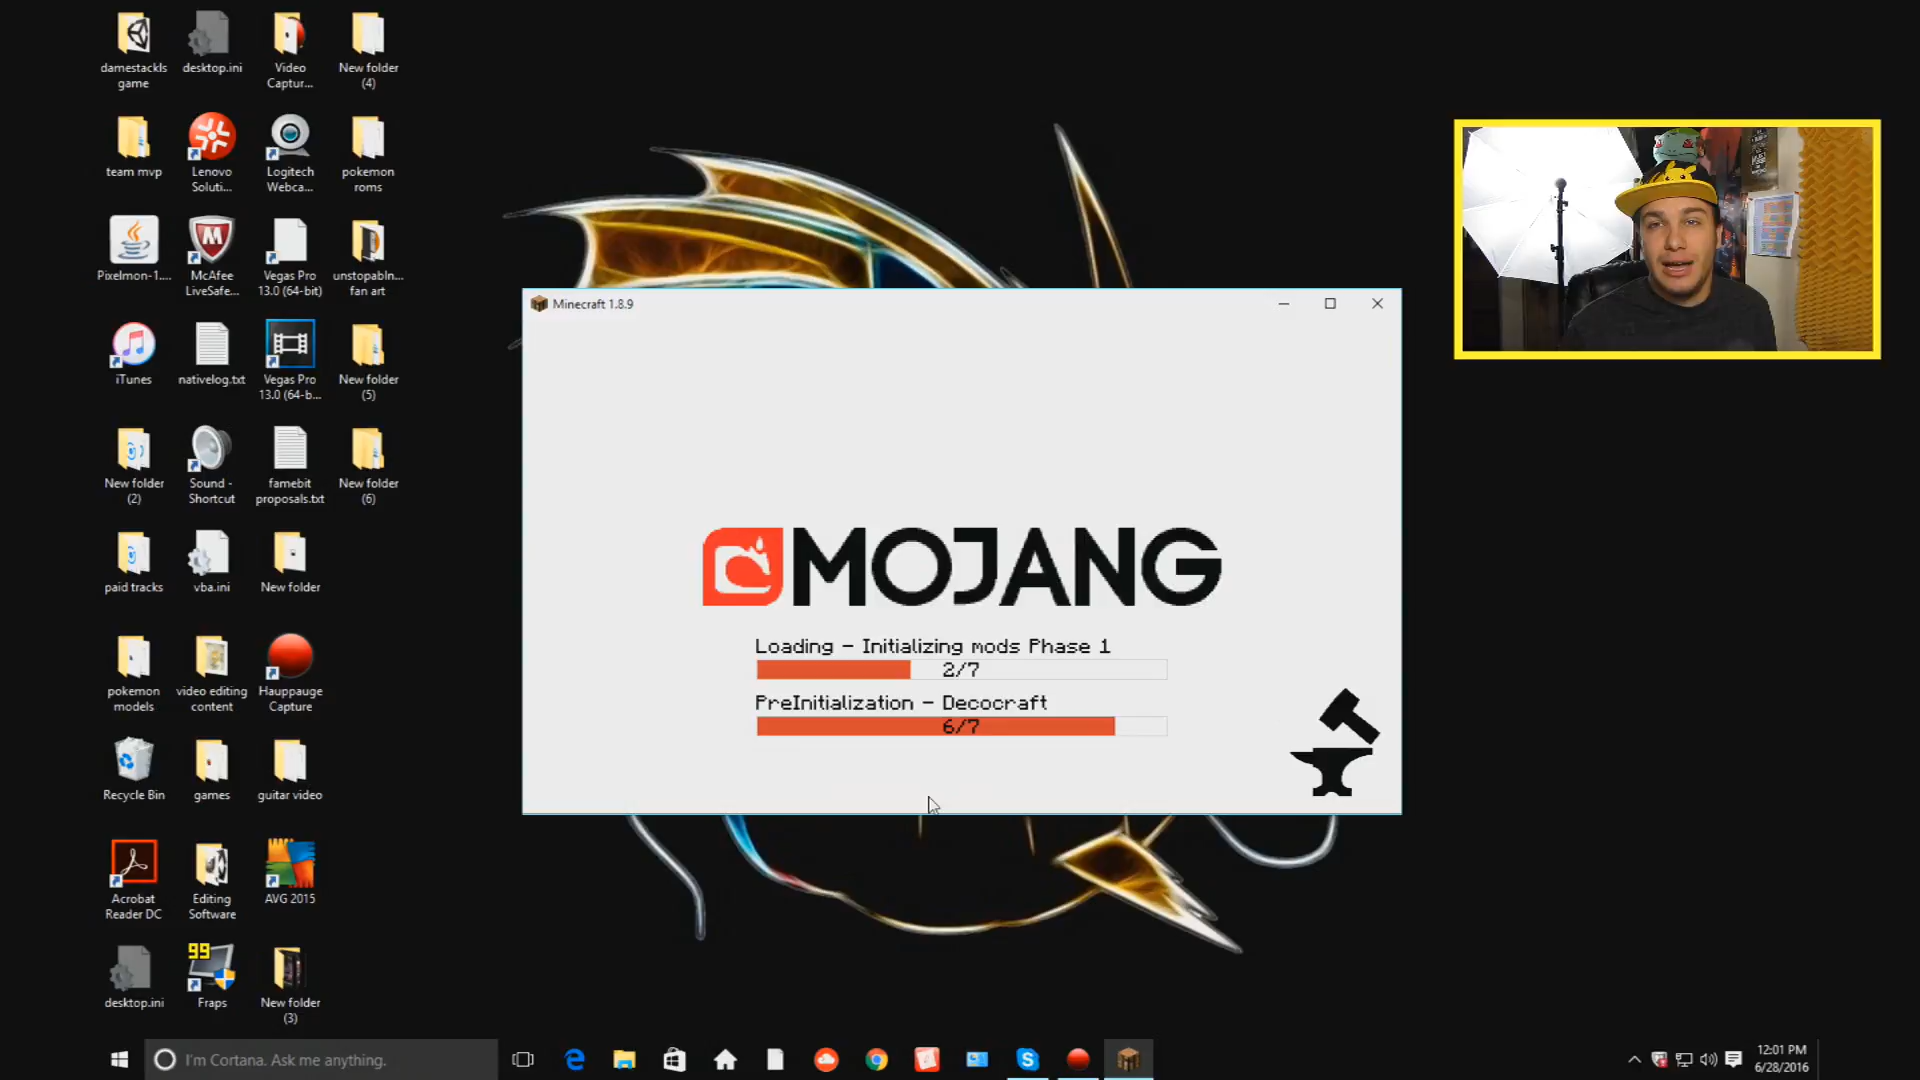 damestackls
game
desktop.ini
Video
Captur...
New folder
(4)
team mvp
Lenovo
Soluti...
Logitech
Webca...
pokemon
roms
Pixelmon-1....
McAfee
LiveSafe...
Vegas Pro
13.0 (64-bit)
unstopabln...
fan art
iTunes
nativelog.txt
Vegas Pro
13.0 (64-b...
New folder
(5)
New folder
(2)
Sound -
Shortcut
famebit
proposals.txt
New folder
(6)
paid tracks
vba.ini
New folder
pokemon
models
video editing
content
Hauppauge
Capture
Recycle Bin
games
guitar video
Acrobat
Reader DC
Editing
Software
AVG 2015
desktop.ini
99
Fraps
New folder
(3)
Minecraft 1.8.9
MOJANG
Loading - Initializing mods Phase 1
2/7
PreInitialization - Decocraft
6/7
I'm Cortana. Ask me anything.
12:01 PM
6/28/2016